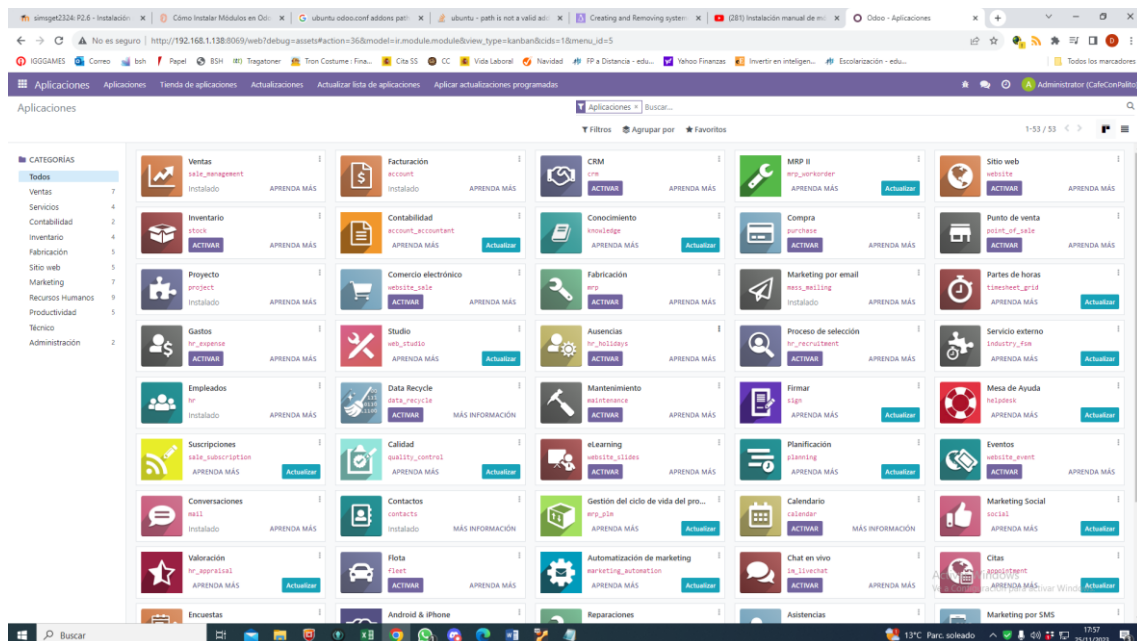 simsget2324: P2.6 - Instalación
Cómo Instalar Módulos en Odo
ubuntu odoo.conf addons path
ubuntu - path is not a valid add
Creating and Removing system
(281) Instalación manual de mó
Odoo - Aplicaciones
No es seguro | http://192.168.1.138:8069/web?debug=assets#action=36&model=ir.module.module&view_type=kanban&cids=1&menu_id=5
IGGGAMES Correo bsh Papel BSH Tragatoner Tron Costume : Fina... Cita SS CC Vida Laboral Navidad FP a Distancia - edu... Yahoo Finanzas Invertir en inteligen... Escolarización - edu... Todos los marcadores
Aplicaciones Aplicaciones Tienda de aplicaciones Actualizaciones Actualizar lista de aplicaciones Aplicar actualizaciones programadas A Administrator (CafeConPalito)
Aplicaciones
Aplicaciones × Buscar...
Filtros Agrupar por Favoritos 1-53 / 53
CATEGORÍAS
Todos
Ventas 7
Servicios 4
Contabilidad 2
Inventario 4
Fabricación 5
Sitio web 5
Marketing 7
Recursos Humanos 9
Productividad 5
Técnico
Administración 2
Ventas
sale_management
Instalado APRENDA MÁS
Facturación
account
Instalado APRENDA MÁS
CRM
crm
ACTIVAR APRENDA MÁS
MRP II
mrp_workorder
APRENDA MÁS Actualizar
Sitio web
website
ACTIVAR APRENDA MÁS
Inventario
stock
ACTIVAR APRENDA MÁS
Contabilidad
account_accountant
APRENDA MÁS Actualizar
Conocimiento
knowledge
APRENDA MÁS Actualizar
Compra
purchase
ACTIVAR APRENDA MÁS
Punto de venta
point_of_sale
ACTIVAR APRENDA MÁS
Proyecto
project
Instalado APRENDA MÁS
Comercio electrónico
website_sale
ACTIVAR APRENDA MÁS
Fabricación
mrp
ACTIVAR APRENDA MÁS
Marketing por email
mass_mailing
Instalado APRENDA MÁS
Partes de horas
timesheet_grid
APRENDA MÁS Actualizar
Gastos
hr_expense
ACTIVAR APRENDA MÁS
Studio
web_studio
APRENDA MÁS Actualizar
Ausencias
hr_holidays
ACTIVAR APRENDA MÁS
Proceso de selección
hr_recruitment
ACTIVAR APRENDA MÁS
Servicio externo
industry_fsm
APRENDA MÁS Actualizar
Empleados
hr
Instalado APRENDA MÁS
Data Recycle
data_recycle
ACTIVAR MÁS INFORMACIÓN
Mantenimiento
maintenance
ACTIVAR APRENDA MÁS
Firmar
sign
APRENDA MÁS Actualizar
Mesa de Ayuda
helpdesk
APRENDA MÁS Actualizar
Suscripciones
sale_subscription
APRENDA MÁS Actualizar
Calidad
quality_control
APRENDA MÁS Actualizar
eLearning
website_slides
ACTIVAR APRENDA MÁS
Planificación
planning
APRENDA MÁS Actualizar
Eventos
website_event
ACTIVAR APRENDA MÁS
Conversaciones
mail
Instalado APRENDA MÁS
Contactos
contacts
Instalado MÁS INFORMACIÓN
Gestión del ciclo de vida del pro...
mrp_plm
APRENDA MÁS Actualizar
Calendario
calendar
ACTIVAR MÁS INFORMACIÓN
Marketing Social
social
APRENDA MÁS Actualizar
Valoración
hr_appraisal
APRENDA MÁS Actualizar
Flota
fleet
ACTIVAR APRENDA MÁS
Automatización de marketing
marketing_automation
APRENDA MÁS Actualizar
Chat en vivo
im_livechat
ACTIVAR APRENDA MÁS
Citas
appointment
APRENDA MÁS Actualizar
Encuestas
Android & iPhone
Reparaciones
Asistencias
Marketing por SMS
Buscar
13°C Parc. soleado 17:57
25/11/2023